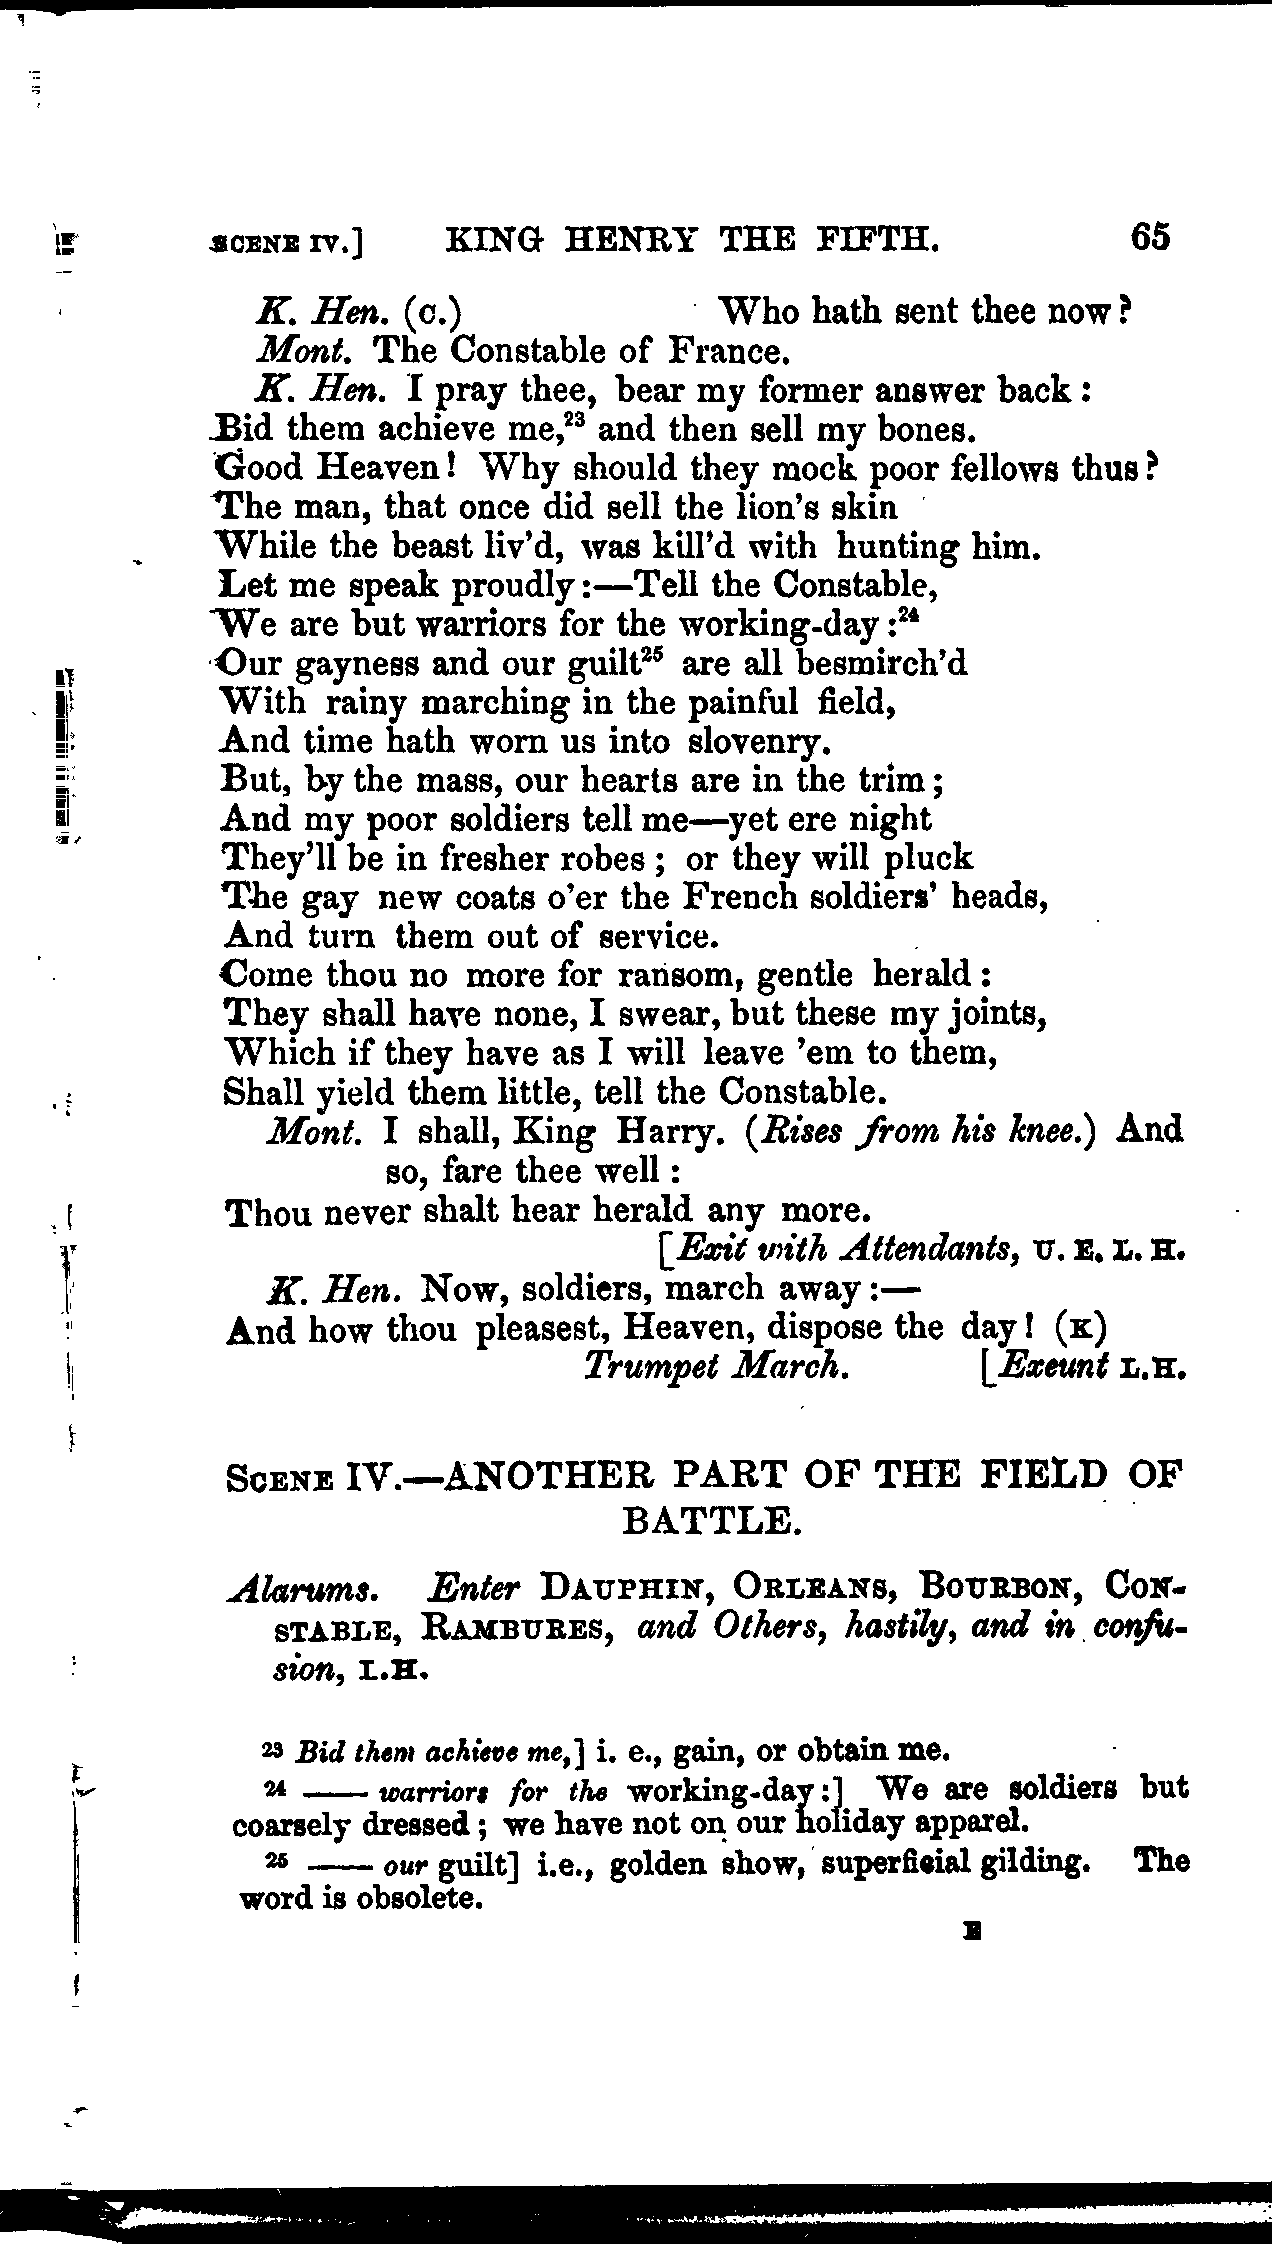 SCENE IV.] KING HENRY THE FIFTH. 65
K. Hen. (C.) Who hath sent thee now?
Mont. The Constable of France.
K. Hen. I pray thee, bear my former answer back:
Bid them achieve me,²³ and then sell my bones.
Good Heaven! Why should they mock poor fellows thus?
The man, that once did sell the lion's skin
While the beast liv'd, was kill'd with hunting him.
Let me speak proudly:—Tell the Constable,
We are but warriors for the working-day:²⁴
Our gayness and our guilt²⁵ are all besmirch'd
With rainy marching in the painful field,
And time hath worn us into slovenry.
But, by the mass, our hearts are in the trim;
And my poor soldiers tell me—yet ere night
They'll be in fresher robes; or they will pluck
The gay new coats o'er the French soldiers' heads,
And turn them out of service.
Come thou no more for ransom, gentle herald:
They shall have none, I swear, but these my joints,
Which if they have as I will leave 'em to them,
Shall yield them little, tell the Constable.
Mont. I shall, King Harry. (Rises from his knee.) And
so, fare thee well:
Thou never shalt hear herald any more.
[Exit with Attendants, U. E. L. H.
K. Hen. Now, soldiers, march away:—
And how thou pleasest, Heaven, dispose the day! (K)
Trumpet March. [Exeunt L.H.
SCENE IV.—ANOTHER PART OF THE FIELD OF
BATTLE.
Alarums. Enter DAUPHIN, ORLEANS, BOURBON, CON-
STABLE, RAMBURES, and Others, hastily, and in confu-
sion, L.H.
²³ Bid them achieve me,] i. e., gain, or obtain me.
²⁴ —— warriors for the working-day:] We are soldiers but
coarsely dressed; we have not on our holiday apparel.
²⁵ —— our guilt] i.e., golden show, superficial gilding. The
word is obsolete.
E